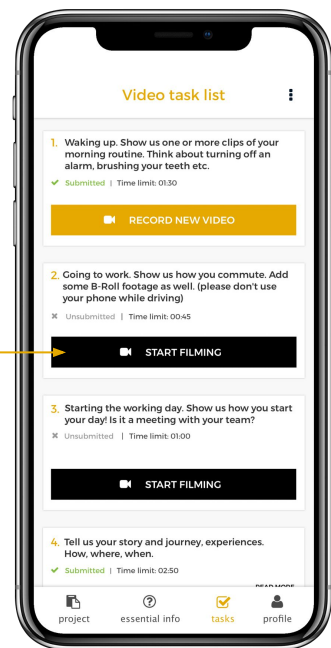 Video task list
1. Waking up. Show us one or more clips of your
morning routine. Think about turning off an
alarm, brushing your teeth etc.
Submitted | Time limit: 01:30
RECORD NEW VIDEO
2. Going to work. Show us how you commute. Add
some B-Roll footage as well. (please don't use
your phone while driving)
Unsubmitted | Time limit: 00:45
START FILMING
3. Starting the working day. Show us how you start
your day! Is it a meeting with your team?
Unsubmitted | Time limit: 01:00
START FILMING
4. Tell us your story and journey, experiences.
How, where, when.
Submitted | Time limit: 02:50
READ MORE
project essential info tasks profile